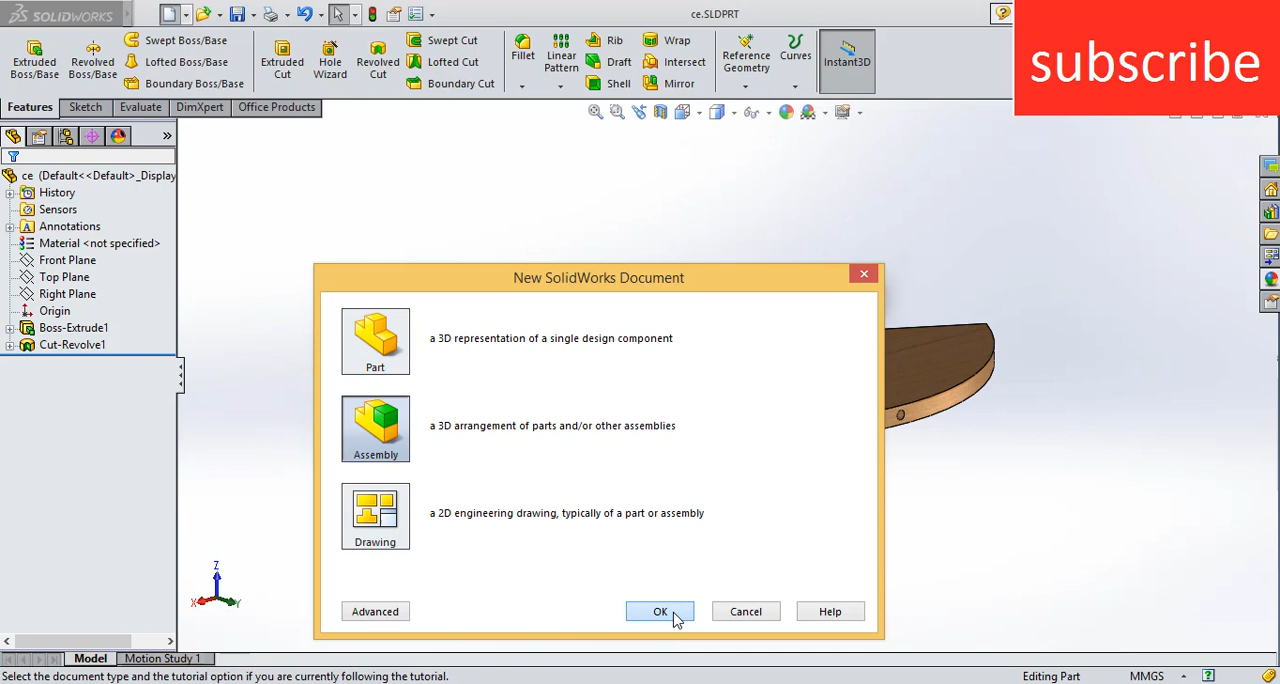 SOLIDWORKS
ce.SLDPRT
subscribe
Extruded Boss/Base
Revolved Boss/Base
Swept Boss/Base
Lofted Boss/Base
Boundary Boss/Base
Extruded Cut
Hole Wizard
Revolved Cut
Swept Cut
Lofted Cut
Boundary Cut
Fillet
Linear Pattern
Rib
Draft
Shell
Wrap
Intersect
Mirror
Reference Geometry
Curves
Instant3D
Features
Sketch
Evaluate
DimXpert
Office Products
ce (Default<<Default>_Display
History
Sensors
Annotations
Material <not specified>
Front Plane
Top Plane
Right Plane
Origin
Boss-Extrude1
Cut-Revolve1
New SolidWorks Document
Part
a 3D representation of a single design component
Assembly
a 3D arrangement of parts and/or other assemblies
Drawing
a 2D engineering drawing, typically of a part or assembly
Advanced
OK
Cancel
Help
Z
X
Y
Model
Motion Study 1
Select the document type and the tutorial option if you are currently following the tutorial.
Editing Part
MMGS